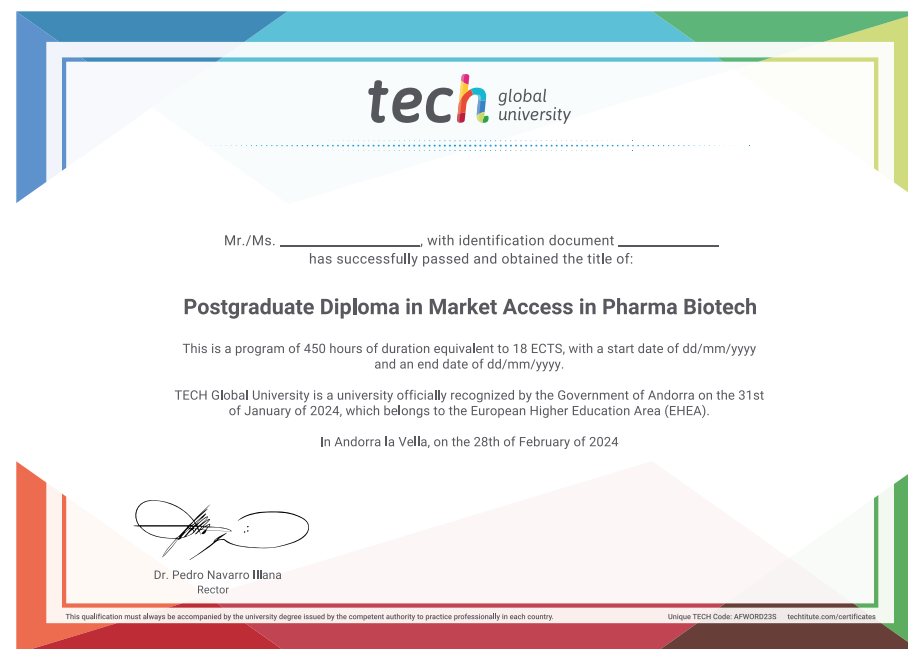 tech global
university
Mr./Ms. ____________, with identification document ____________
has successfully passed and obtained the title of:
Postgraduate Diploma in Market Access in Pharma Biotech
This is a program of 450 hours of duration equivalent to 18 ECTS, with a start date of dd/mm/yyyy
and an end date of dd/mm/yyyy.
TECH Global University is a university officially recognized by the Government of Andorra on the 31st
of January of 2024, which belongs to the European Higher Education Area (EHEA).
In Andorra la Vella, on the 28th of February of 2024
Dr. Pedro Navarro Illana
Rector
This qualification must always be accompanied by the university degree issued by the competent authority to practice professionally in each country.
Unique TECH Code: AFWORD23S techtitute.com/certificates